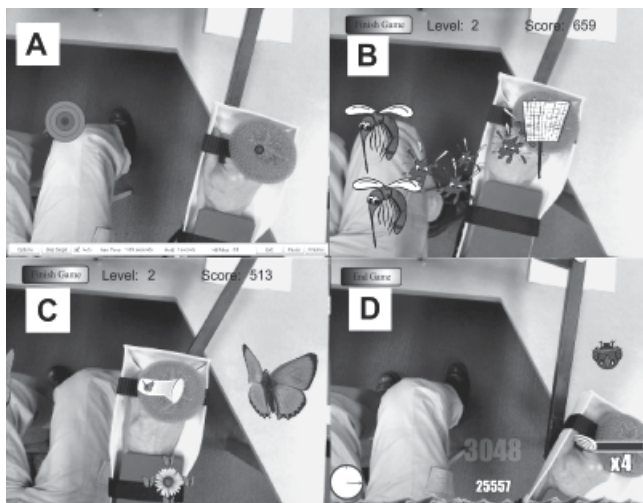 A
B
Finish Game Level: 2 Score: 659
C
Finish Game Level: 2 Score: 513
D
End Game
3048
25557
x4